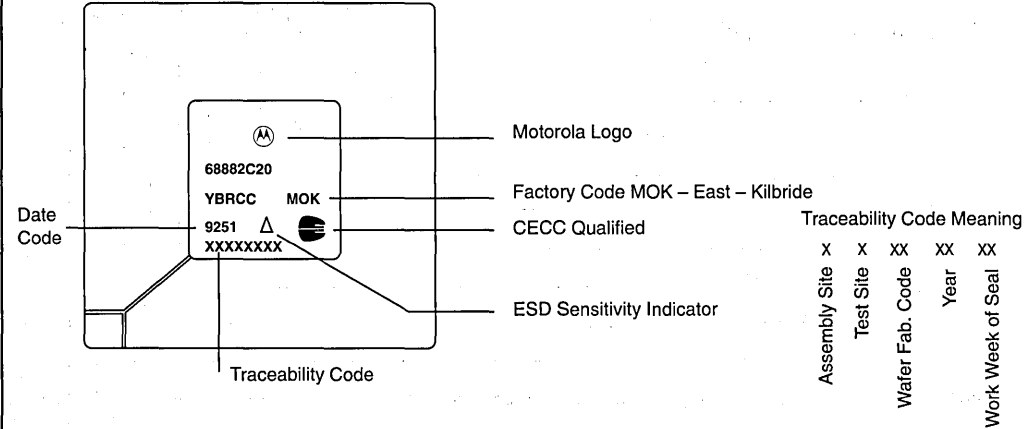 Motorola Logo
68882C20
YBRCC MOK
Factory Code MOK – East – Kilbride
Date
Code
9251 Δ
CECC Qualified
XXXXXXXX
ESD Sensitivity Indicator
Traceability Code
Traceability Code Meaning
X X XX XX XX
Assembly Site
Test Site
Wafer Fab. Code
Year
Work Week of Seal